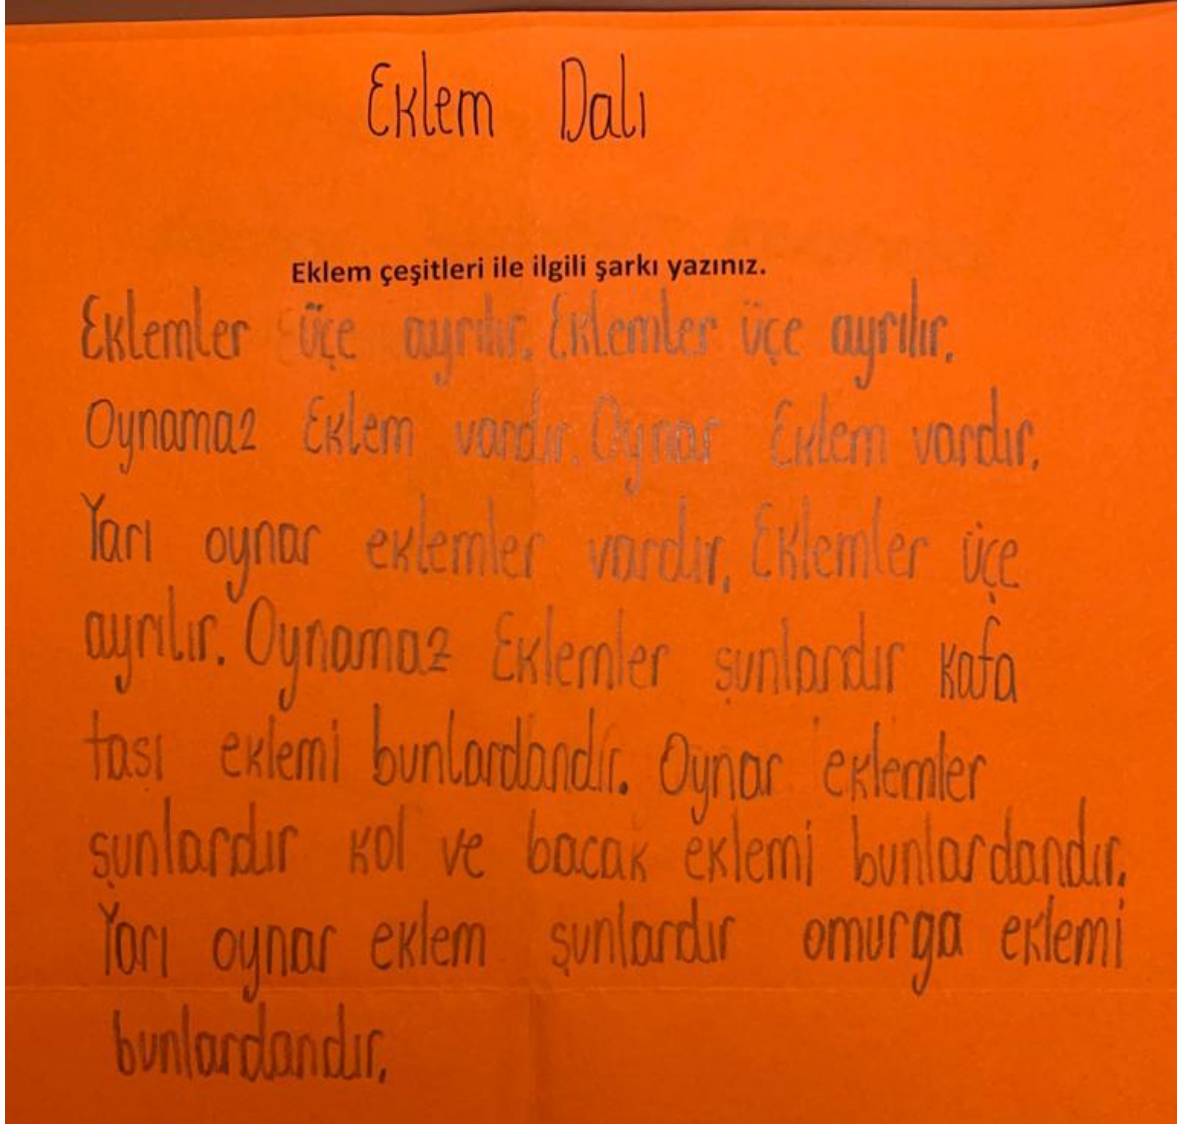 Eklem Dalı
Eklem çeşitleri ile ilgili şarkı yazınız.
Eklemler üçe ayrılır. Eklemler üçe ayrılır.
Oynamaz Eklem vardır. Oynar Eklem vardır.
Yarı oynar eklemler vardır. Eklemler üçe
ayrılır. Oynamaz Eklemler şunlardır kafa
tası eklemi bunlardandır. Oynar eklemler
şunlardır kol ve bacak eklemi bunlardandır.
Yarı oynar eklem şunlardır omurga eklemi
bunlardandır.